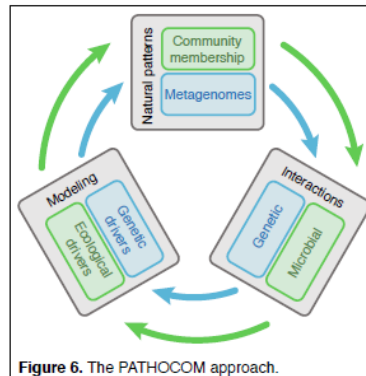 Natural patterns
Community
membership
Metagenomes
Modeling
Ecological
drivers
Genetic
drivers
Interactions
Genetic
Microbial
Figure 6. The PATHOCOM approach.